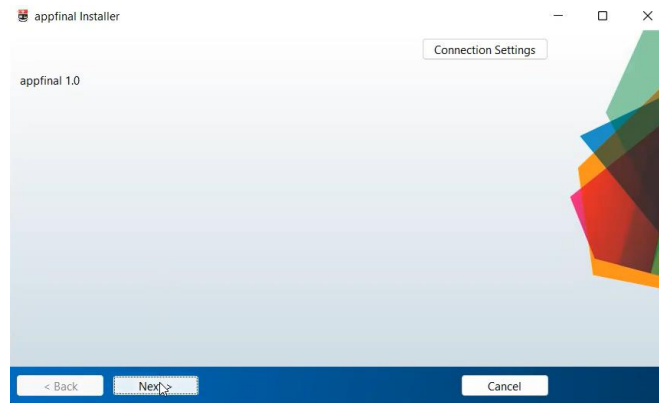 appfinal Installer
Connection Settings
appfinal 1.0
< Back
Next >
Cancel